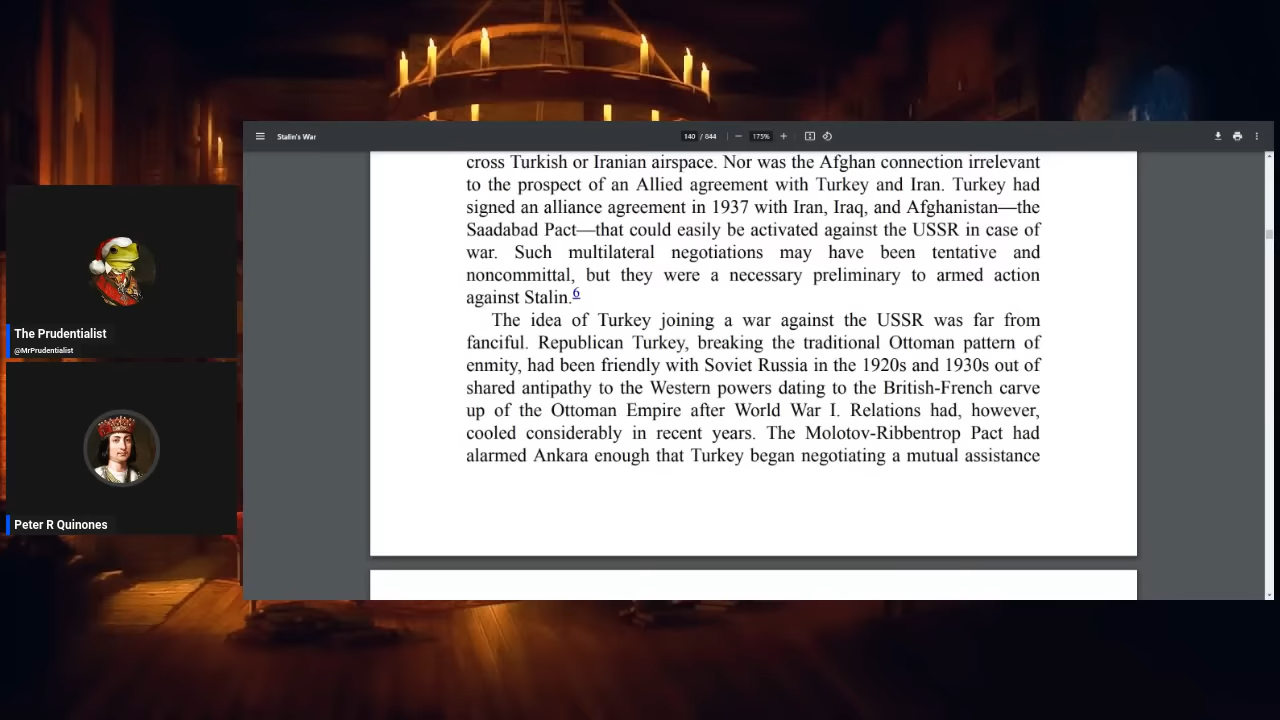 Stalin's War
140 / 844
175%
cross Turkish or Iranian airspace. Nor was the Afghan connection irrelevant
to the prospect of an Allied agreement with Turkey and Iran. Turkey had
signed an alliance agreement in 1937 with Iran, Iraq, and Afghanistan—the
Saadabad Pact—that could easily be activated against the USSR in case of
war. Such multilateral negotiations may have been tentative and
noncommittal, but they were a necessary preliminary to armed action
against Stalin.6
The idea of Turkey joining a war against the USSR was far from
fanciful. Republican Turkey, breaking the traditional Ottoman pattern of
enmity, had been friendly with Soviet Russia in the 1920s and 1930s out of
shared antipathy to the Western powers dating to the British-French carve
up of the Ottoman Empire after World War I. Relations had, however,
cooled considerably in recent years. The Molotov-Ribbentrop Pact had
alarmed Ankara enough that Turkey began negotiating a mutual assistance
The Prudentialist
@MrPrudentialist
Peter R Quinones